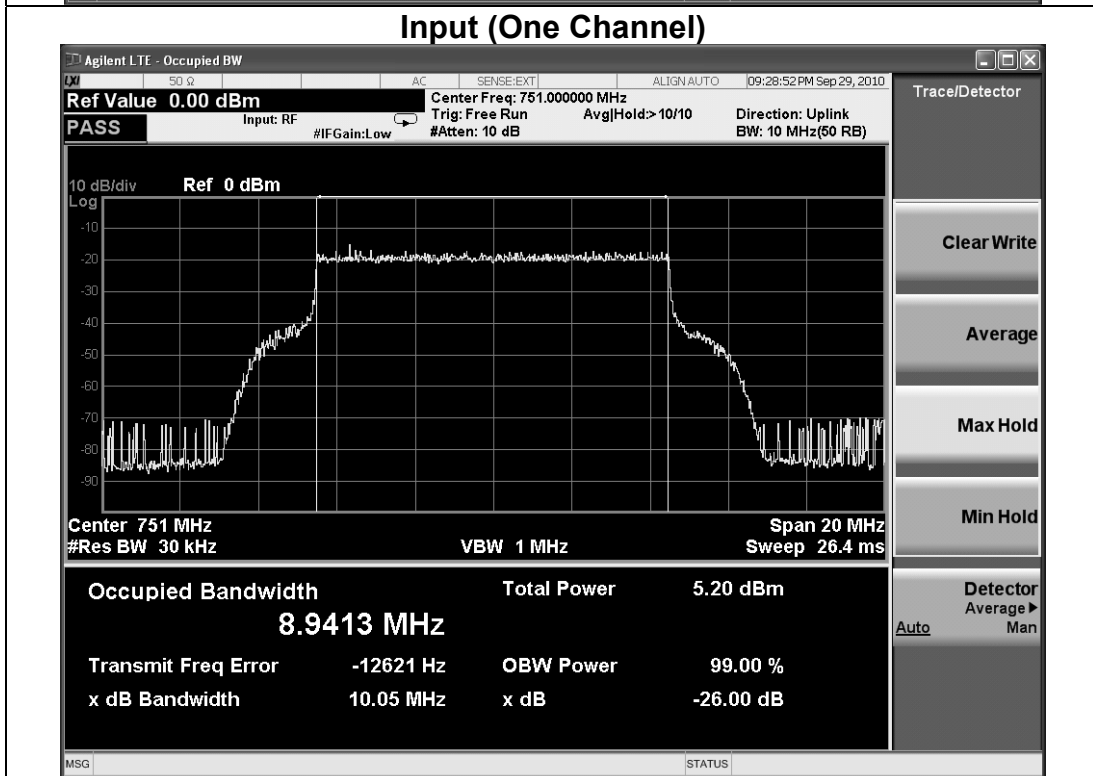 Input (One Channel)
Agilent LTE - Occupied BW
LXI 50 Ω AC SENSE:EXT ALIGN AUTO 09:28:52 PM Sep 29, 2010
Ref Value 0.00 dBm
Center Freq: 751.000000 MHz
Trace/Detector
PASS
Input: RF
#IFGain:Low
Trig: Free Run
Avg|Hold:> 10/10
Direction: Uplink
#Atten: 10 dB
BW: 10 MHz(50 RB)
10 dB/div Ref 0 dBm
Log
-10
-20
-30
-40
-50
-60
-70
-80
-90
Center 751 MHz
Span 20 MHz
#Res BW 30 kHz
VBW 1 MHz
Sweep 26.4 ms
Occupied Bandwidth
8.9413 MHz
Total Power 5.20 dBm
Transmit Freq Error -12621 Hz
OBW Power 99.00 %
x dB Bandwidth 10.05 MHz
x dB -26.00 dB
Clear Write
Average
Max Hold
Min Hold
Detector
Average▶
Auto Man
MSG
STATUS